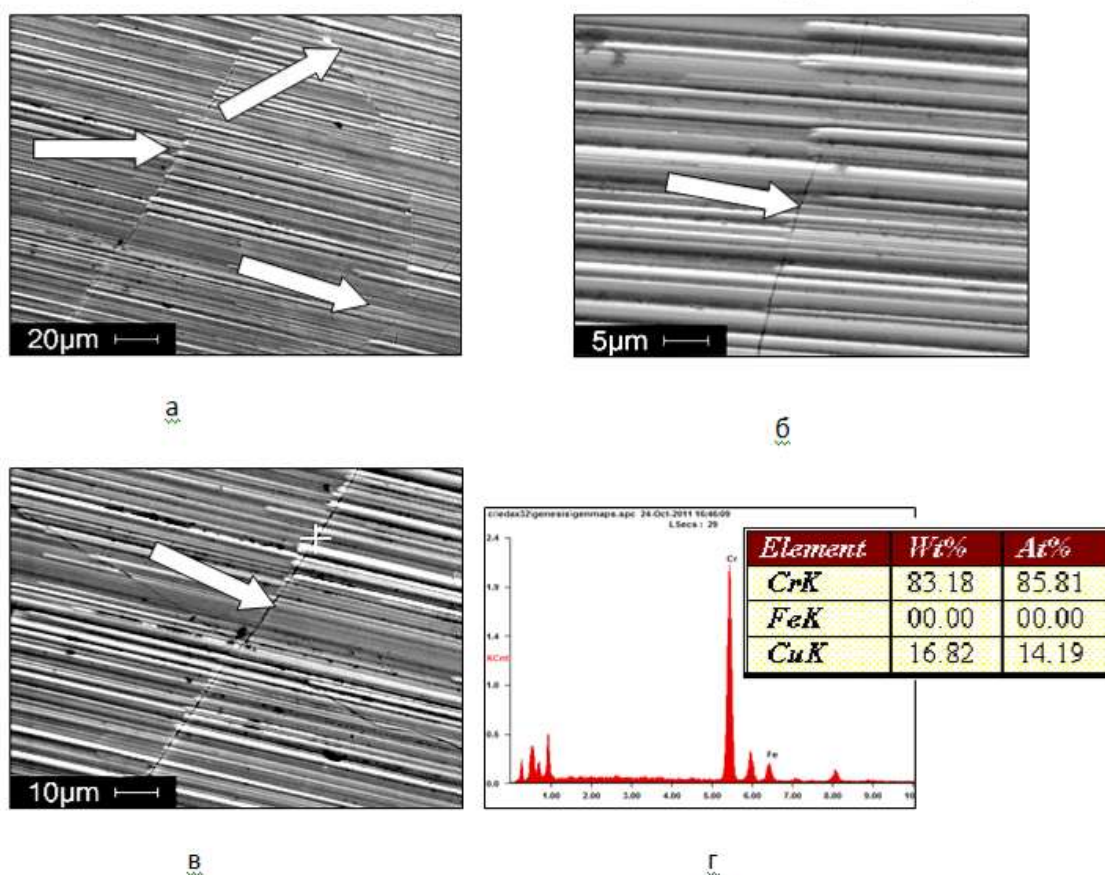 20µm
5µm
а
б
10µm
c:\edax32\genesis\genmaps.spc 24-Oct-2011 16:46:09
LSecs : 29
2.4
1.9
1.4
KCnt
1.0
0.5
0.0
Cr
Fe
1.00 2.00 3.00 4.00 5.00 6.00 7.00 8.00 9.00 10
Element Wt% At%
CrK 83.18 85.81
FeK 00.00 00.00
CuK 16.82 14.19
в
г